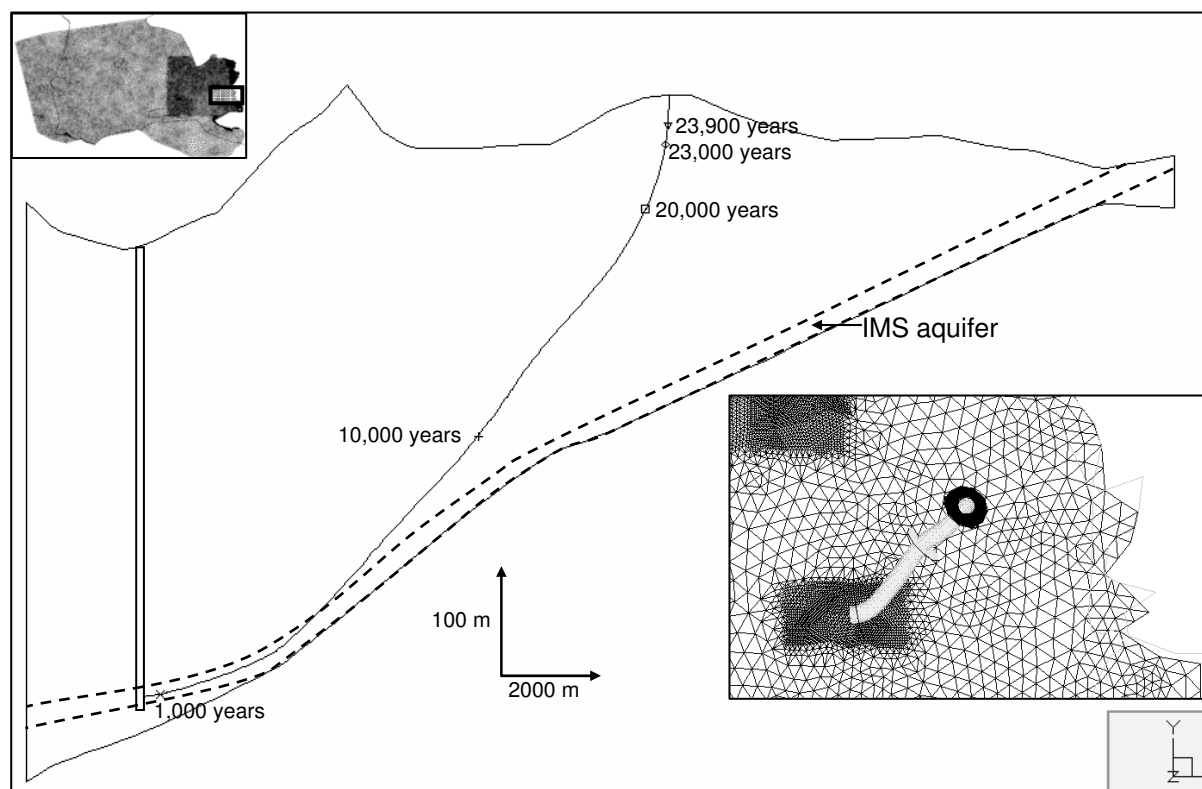 23,900 years
23,000 years
20,000 years
IMS aquifer
10,000 years
100 m
2000 m
1,000 years
Y
Z